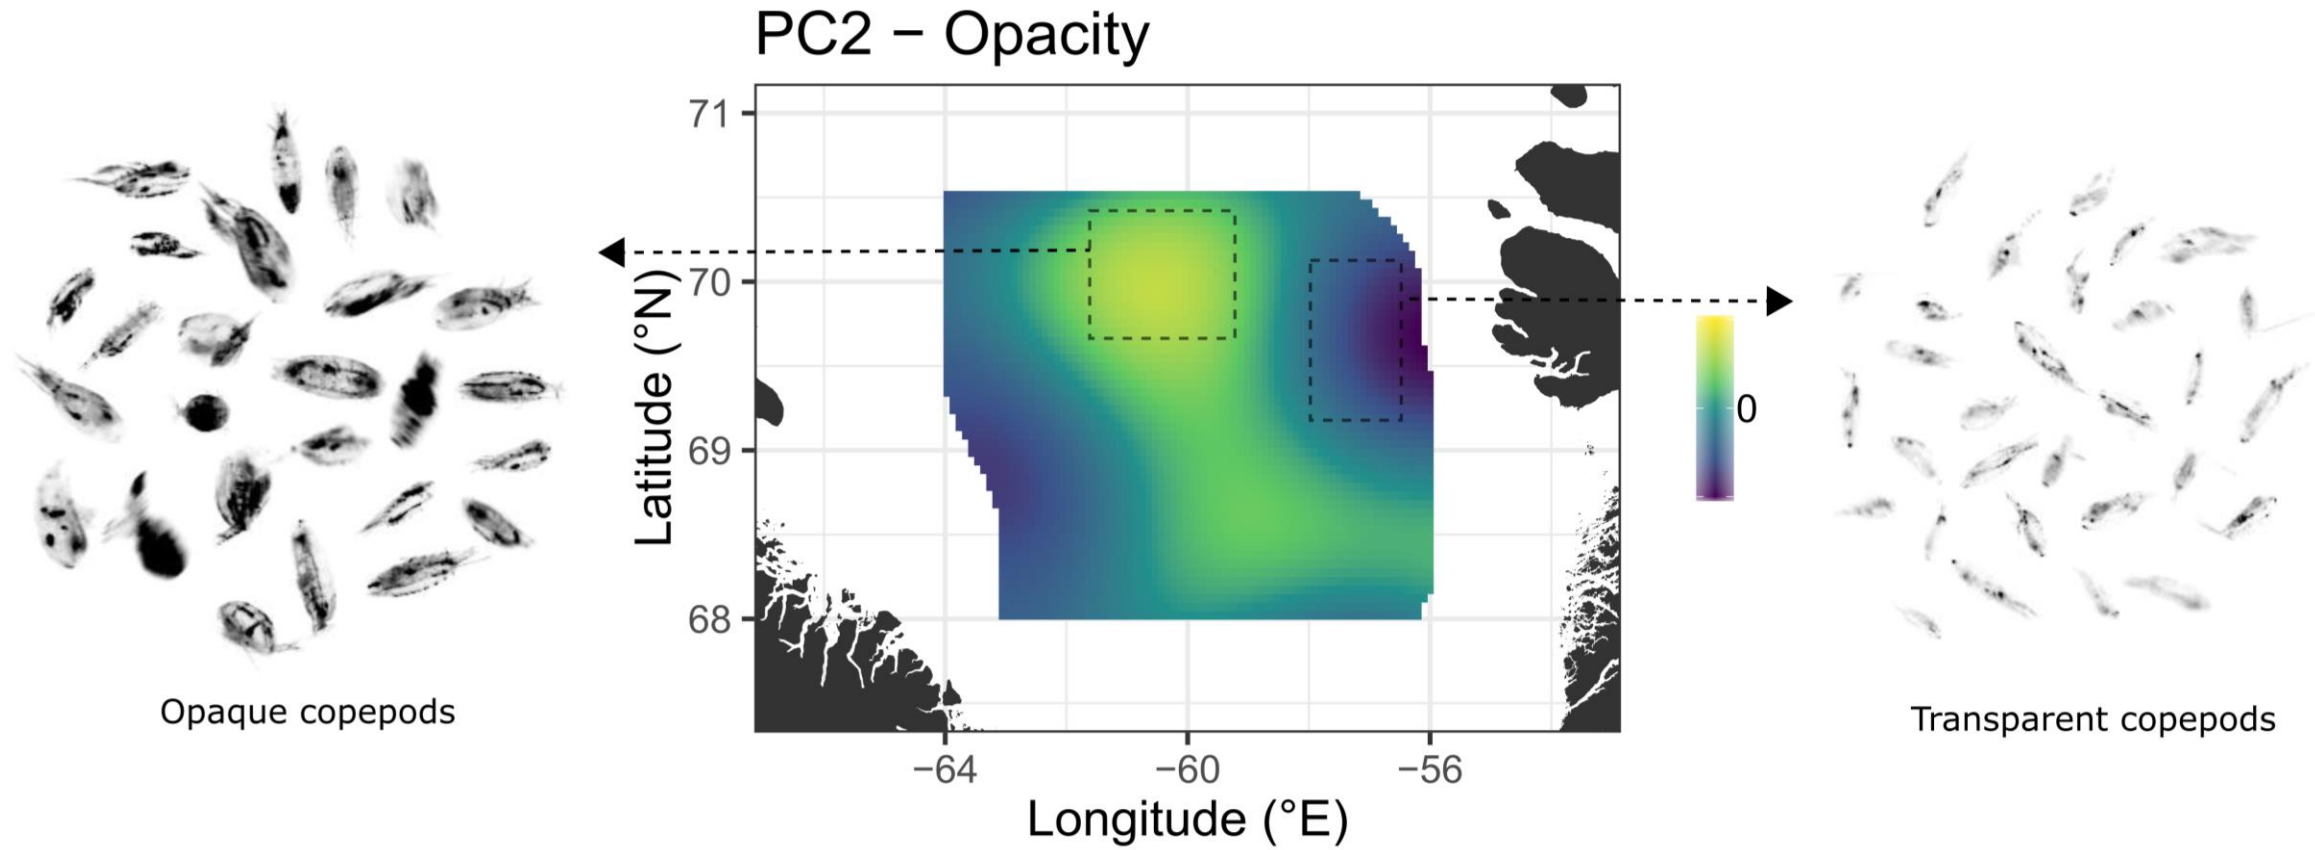 PC2 − Opacity
71
70
69
68
Latitude (°N)
−64
−60
−56
Longitude (°E)
0
Opaque copepods
Transparent copepods